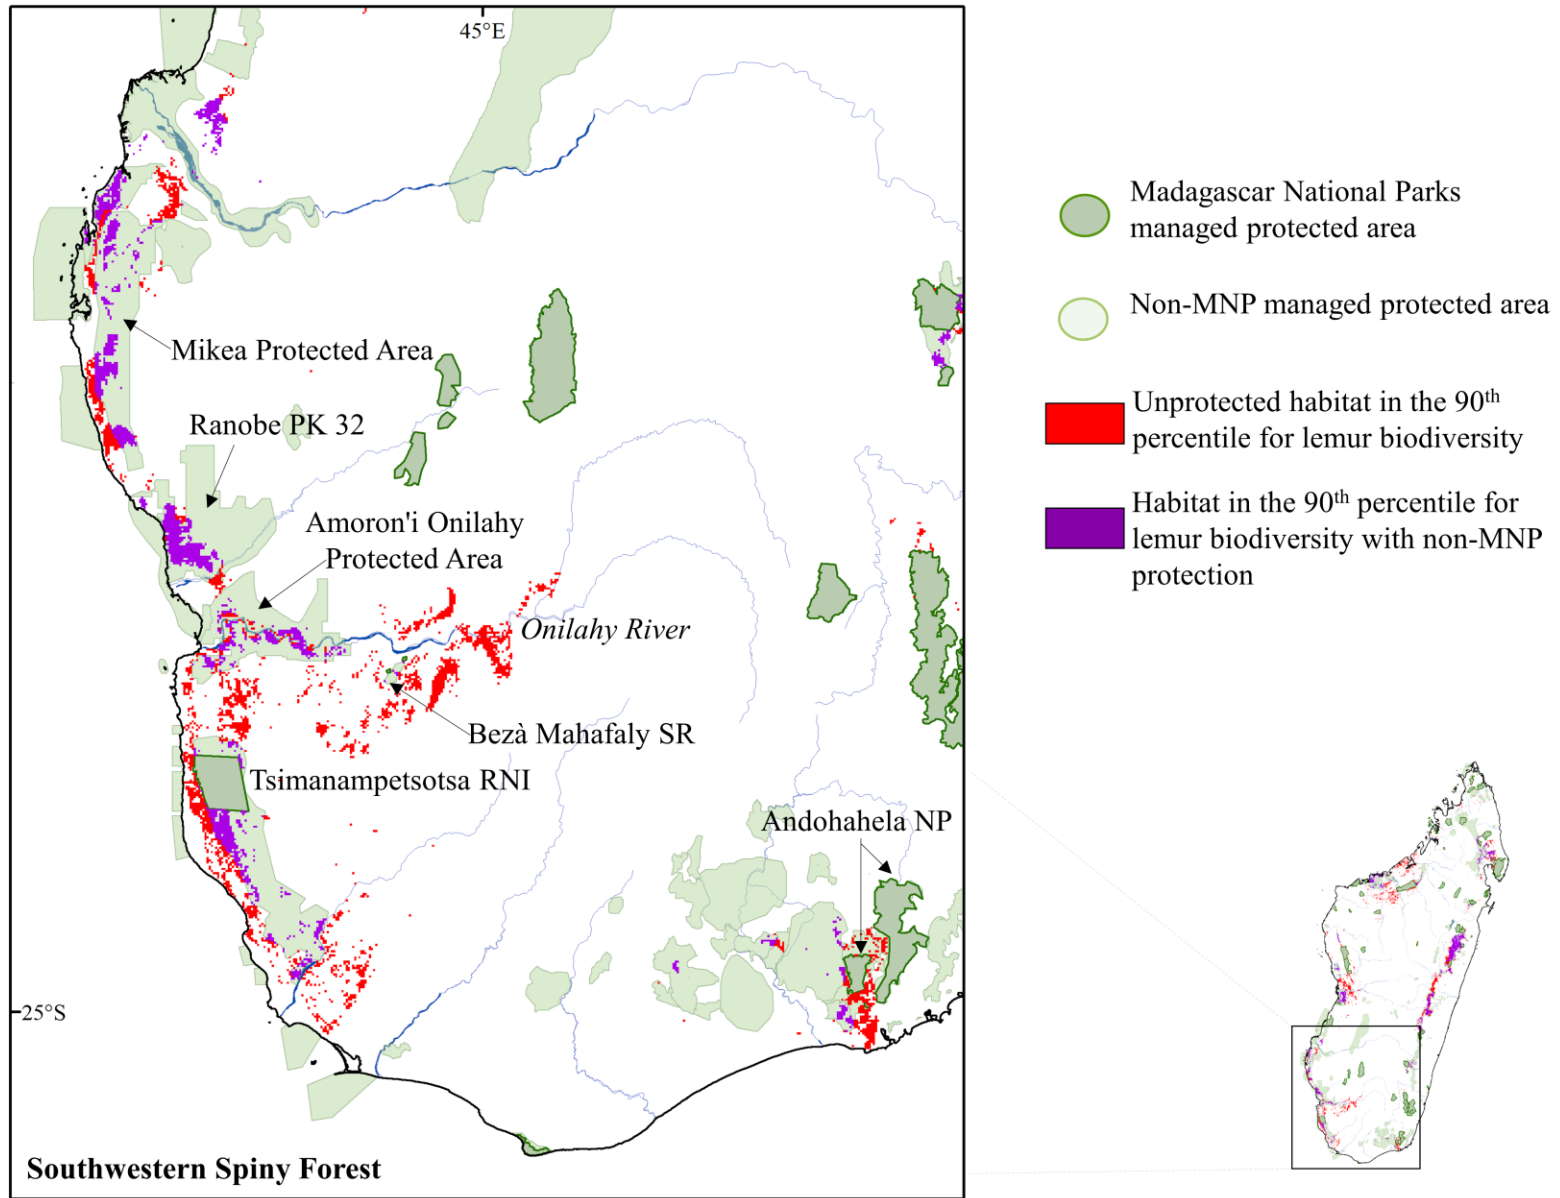 45°E
Mikea Protected Area
Ranobe PK 32
Amoron'i Onilahy
Protected Area
Onilahy River
Bezà Mahafaly SR
Tsimanampetsotsa RNI
Andohahela NP
25°S
Southwestern Spiny Forest
Madagascar National Parks
managed protected area
Non-MNP managed protected area
Unprotected habitat in the 90th
percentile for lemur biodiversity
Habitat in the 90th percentile for
lemur biodiversity with non-MNP
protection